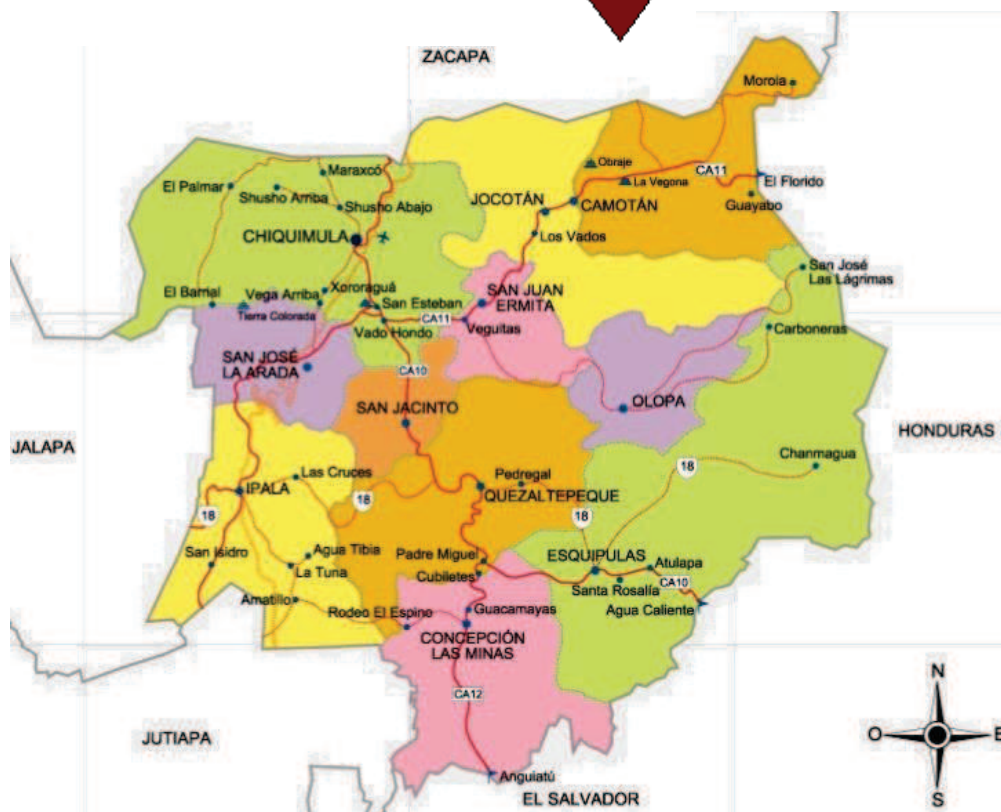 ZACAPA
Morola
Obraje
CA11
La Vegona
El Florido
Guayabo
Maraxcó
El Palmar
Shusho Arriba
Shusho Abajo
JOCOTÁN
CAMOTÁN
CHIQUIMULA
Los Vados
San José
Las Lágrimas
El Barrial
Vega Arriba
Xororaguá
Tierra Colorada
San Esteban
SAN JUAN
ERMITA
Vado Hondo
CA11
Veguitas
Carboneras
SAN JOSÉ
LA ARADA
CA10
SAN JACINTO
OLOPA
JALAPA
HONDURAS
Chanmagua
18
Las Cruces
Pedregal
IPALA
18
QUEZALTEPEQUE
18
18
San Isidro
Agua Tibia
La Tuna
Padre Miguel
ESQUIPULAS
Atulapa
Cubiletes
Santa Rosalía
CA10
Amatillo
Rodeo El Espino
Guacamayas
Agua Caliente
CONCEPCIÓN
LAS MINAS
CA12
N
O
E
S
JUTIAPA
Anguiatú
EL SALVADOR